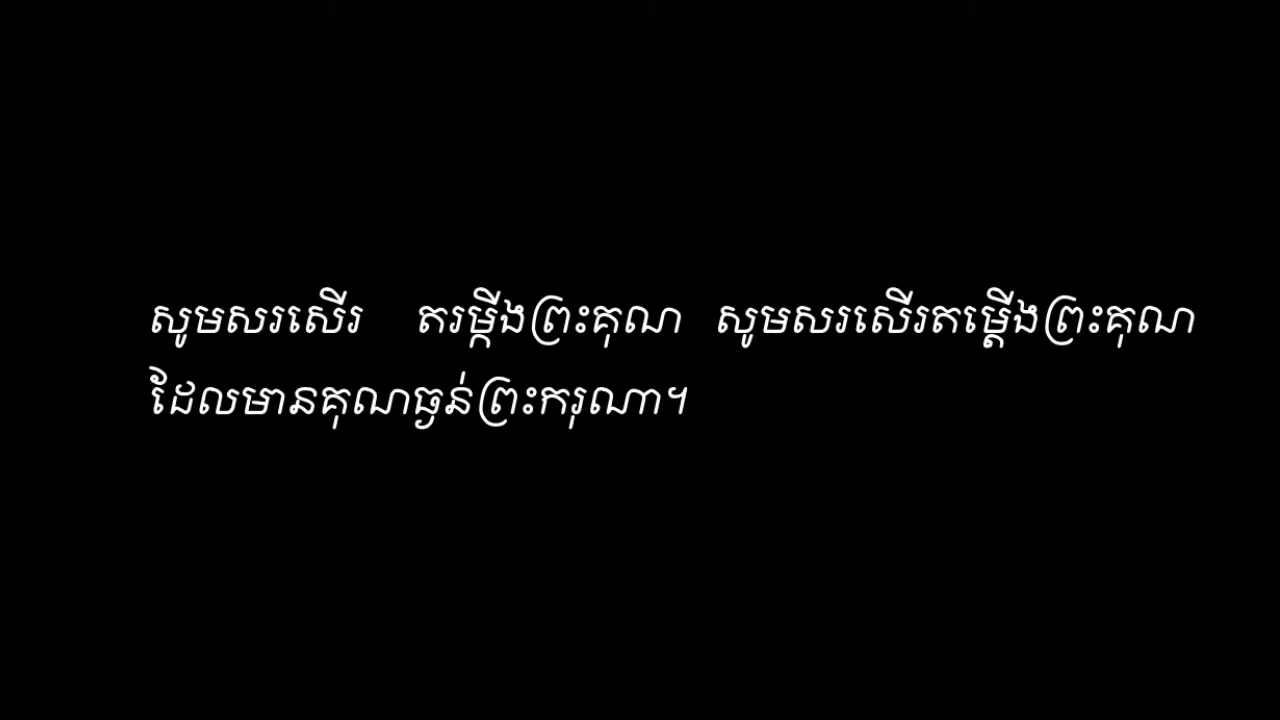 សូមសរសើរ តរម្កើងព្រះគុណ សូមសរសើរតម្តើងព្រះគុណ
ដែលមានគុណធ្ងន់ព្រះករុណា។